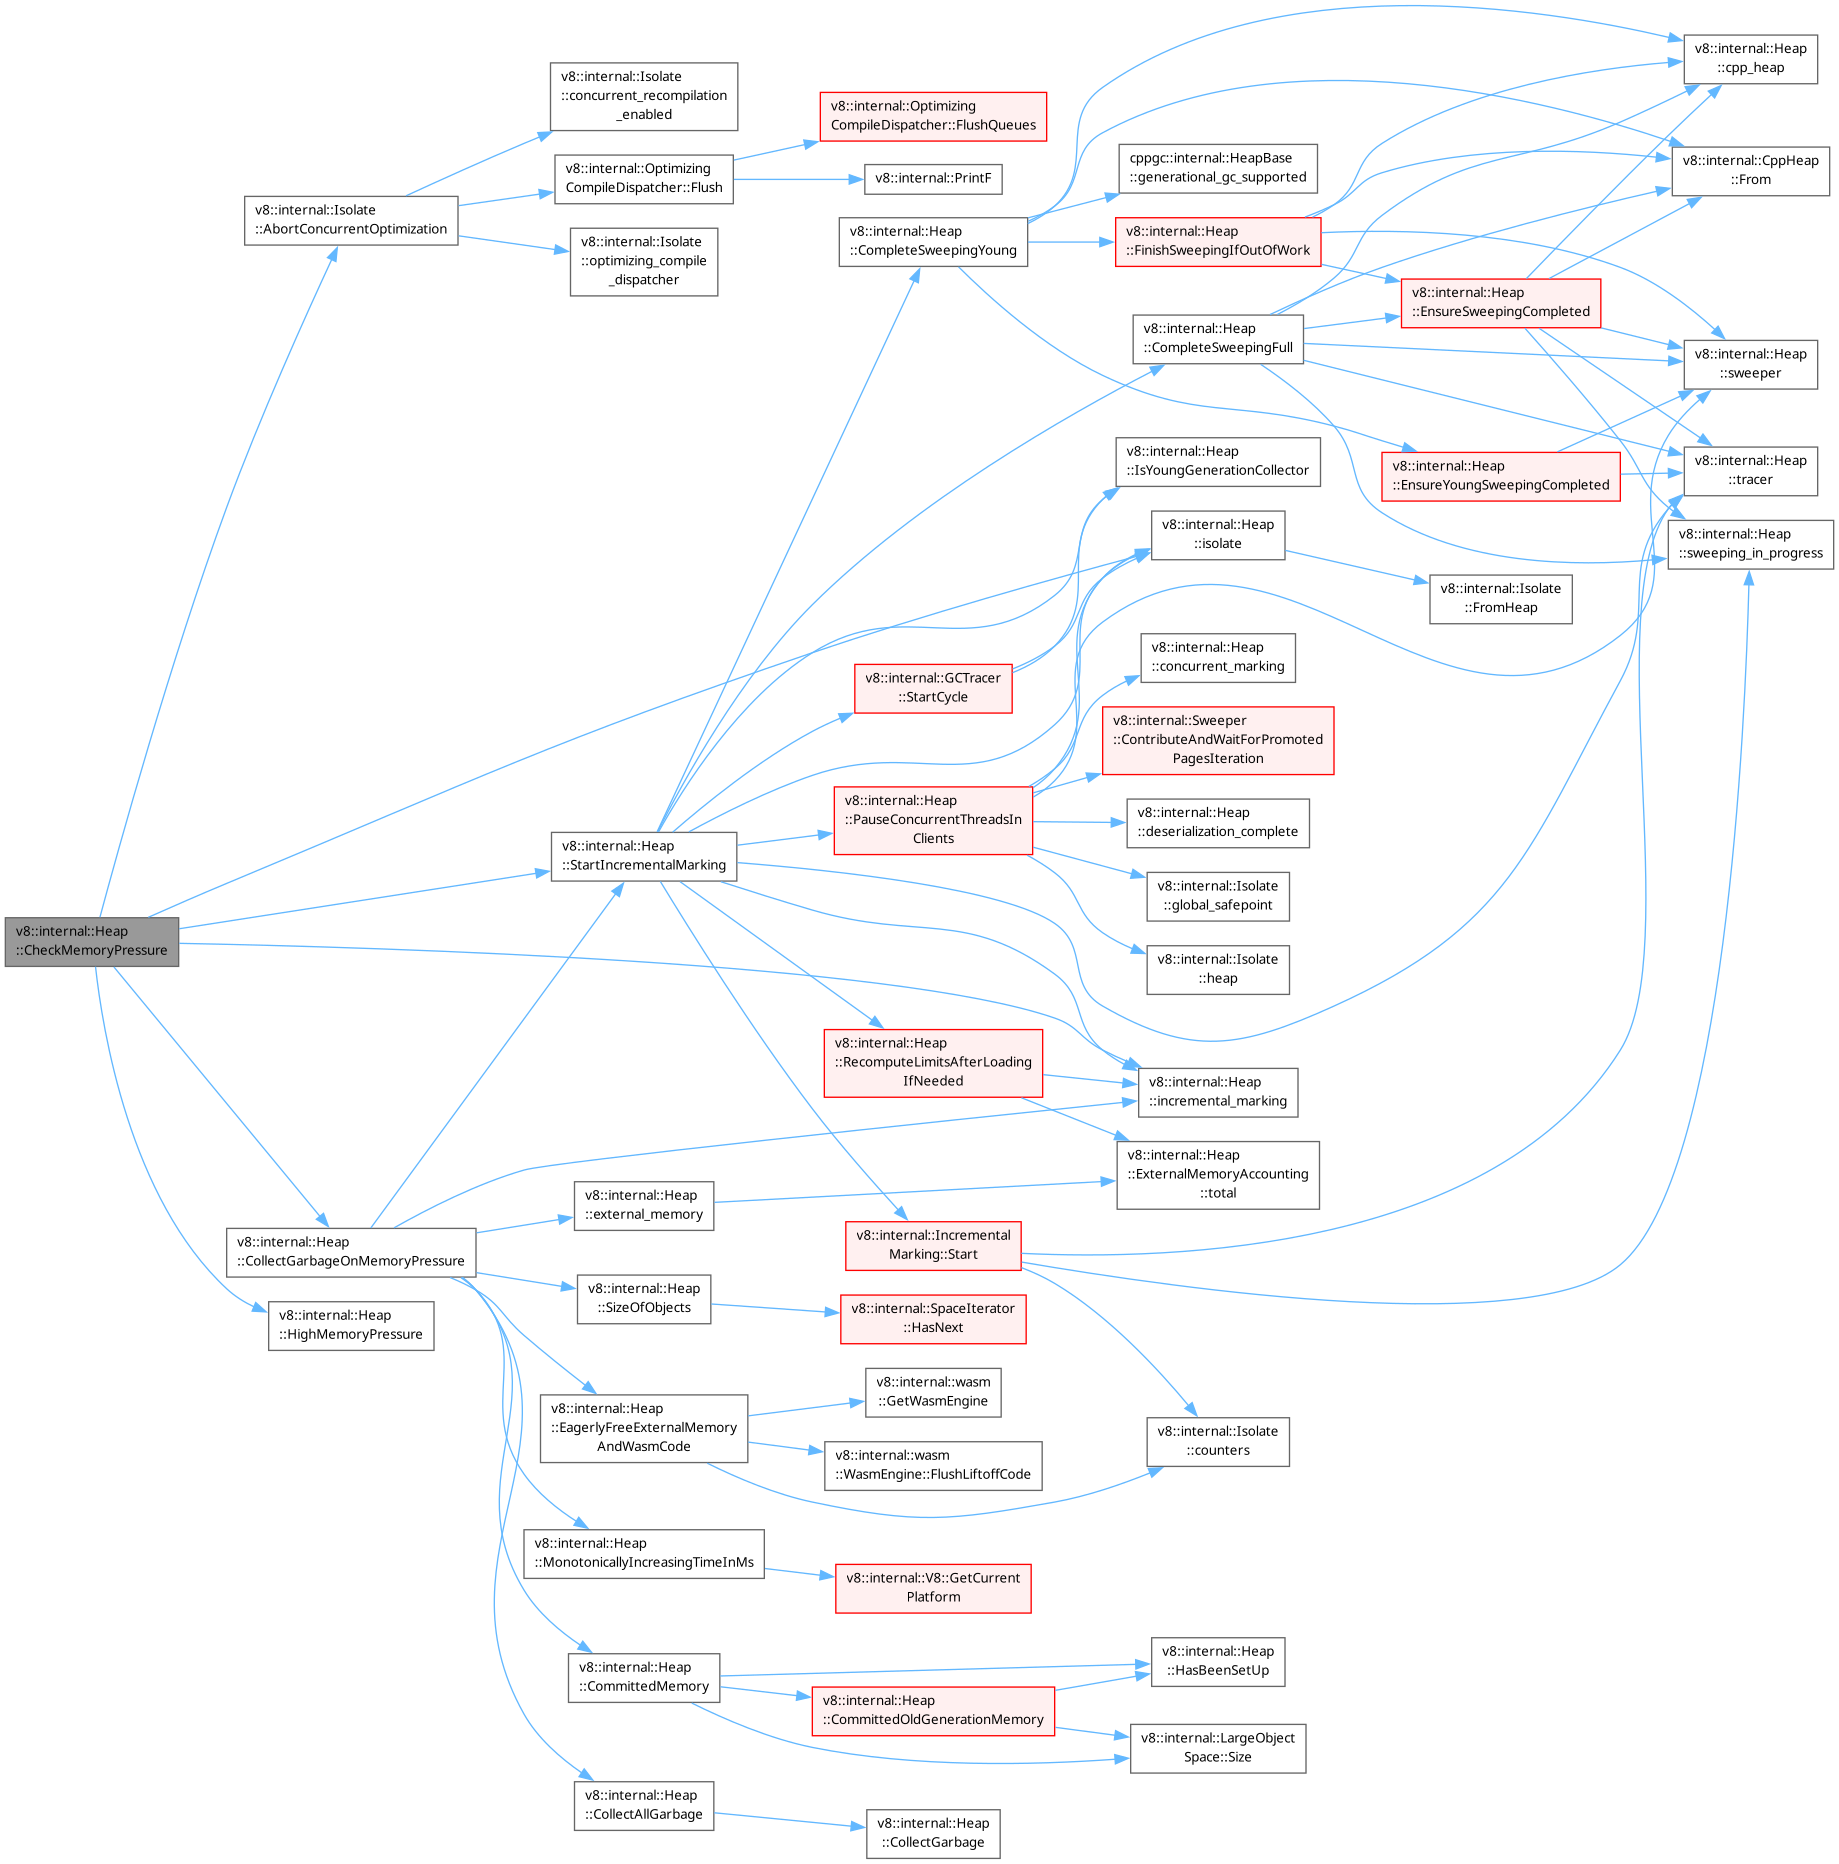 v8::internal::Heap
::CheckMemoryPressure
v8::internal::Isolate
::AbortConcurrentOptimization
v8::internal::Isolate
::concurrent_recompilation
_enabled
v8::internal::Optimizing
CompileDispatcher::Flush
v8::internal::Optimizing
CompileDispatcher::FlushQueues
v8::internal::PrintF
v8::internal::Isolate
::optimizing_compile
_dispatcher
v8::internal::Heap
::CollectGarbageOnMemoryPressure
v8::internal::Heap
::HighMemoryPressure
v8::internal::Heap
::StartIncrementalMarking
v8::internal::Heap
::external_memory
v8::internal::Heap
::SizeOfObjects
v8::internal::Heap
::EagerlyFreeExternalMemory
AndWasmCode
v8::internal::Heap
::MonotonicallyIncreasingTimeInMs
v8::internal::Heap
::CommittedMemory
v8::internal::Heap
::CollectAllGarbage
v8::internal::Heap
::CompleteSweepingYoung
v8::internal::GCTracer
::StartCycle
v8::internal::Heap
::PauseConcurrentThreadsIn
Clients
v8::internal::Heap
::RecomputeLimitsAfterLoading
IfNeeded
v8::internal::Incremental
Marking::Start
v8::internal::SpaceIterator
::HasNext
v8::internal::wasm
::GetWasmEngine
v8::internal::wasm
::WasmEngine::FlushLiftoffCode
v8::internal::V8::GetCurrent
Platform
v8::internal::Heap
::CommittedOldGenerationMemory
v8::internal::Heap
::CollectGarbage
cppgc::internal::HeapBase
::generational_gc_supported
v8::internal::Heap
::FinishSweepingIfOutOfWork
v8::internal::Heap
::CompleteSweepingFull
v8::internal::Heap
::IsYoungGenerationCollector
v8::internal::Heap
::isolate
v8::internal::Heap
::concurrent_marking
v8::internal::Sweeper
::ContributeAndWaitForPromoted
PagesIteration
v8::internal::Heap
::deserialization_complete
v8::internal::Isolate
::global_safepoint
v8::internal::Isolate
::heap
v8::internal::Heap
::incremental_marking
v8::internal::Heap
::ExternalMemoryAccounting
::total
v8::internal::Isolate
::counters
v8::internal::Heap
::HasBeenSetUp
v8::internal::LargeObject
Space::Size
v8::internal::Heap
::EnsureSweepingCompleted
v8::internal::Heap
::EnsureYoungSweepingCompleted
v8::internal::Isolate
::FromHeap
v8::internal::Heap
::cpp_heap
v8::internal::CppHeap
::From
v8::internal::Heap
::sweeper
v8::internal::Heap
::tracer
v8::internal::Heap
::sweeping_in_progress